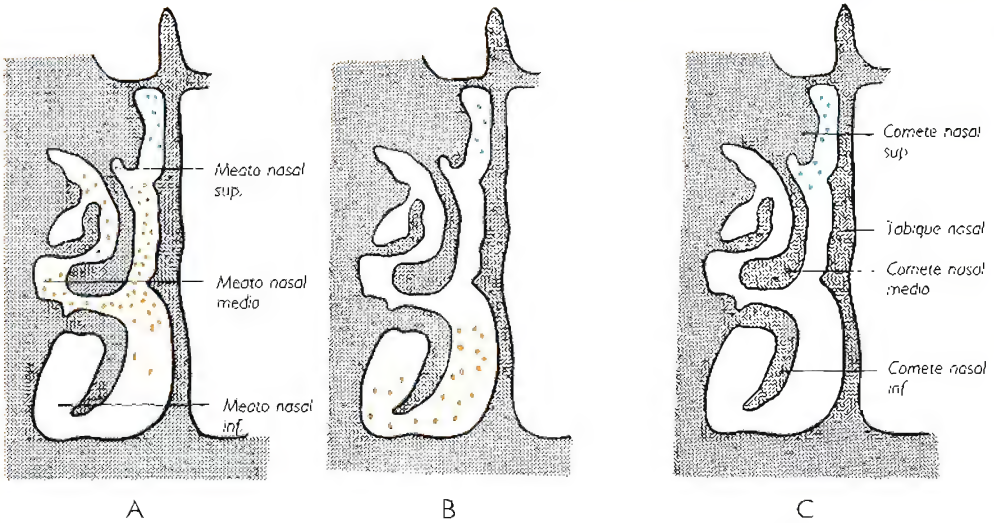 Meato nasal
sup.
Meato nasal
medio
Meato nasal
inf.
Cornete nasal
sup
Tabique nasal
Cornete nasal
medio
Cornete nasal
inf
A
B
C